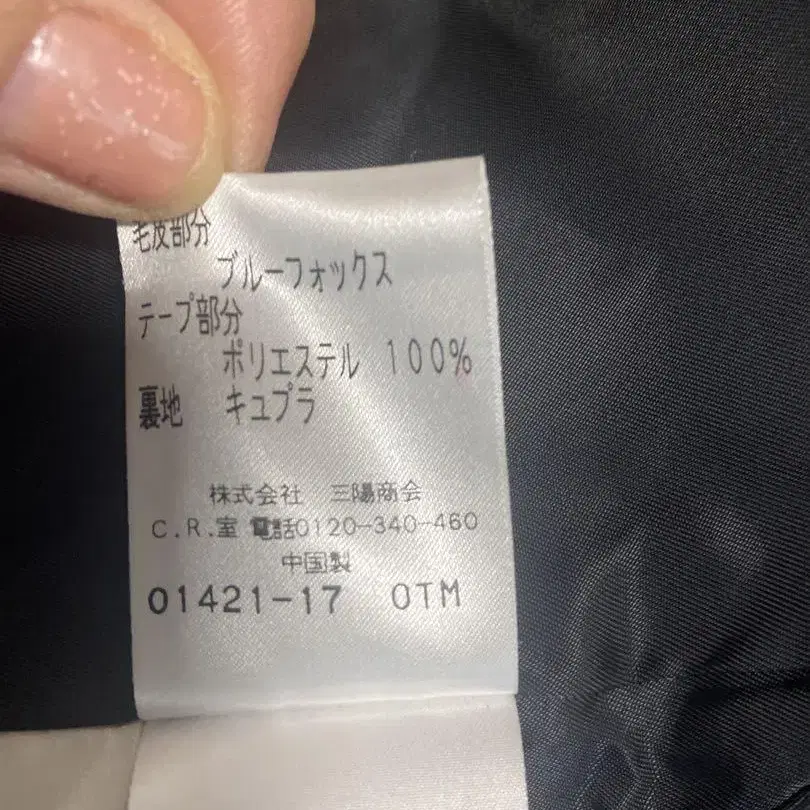 毛皮部分
ブルーフォックス
テープ部分
ポリエステル 100%
裏地 キュプラ
株式会社 三陽商会
C.R.室 電話0120-340-460
中国製
01421-17 OTM